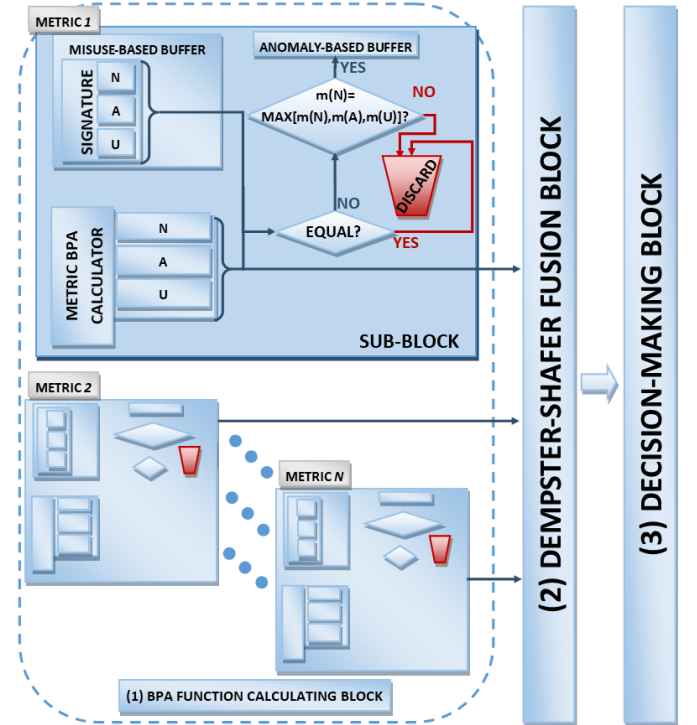 METRIC 1
MISUSE-BASED BUFFER
ANOMALY-BASED BUFFER
SIGNATURE
N
A
U
YES
m(N)=
MAX[m(N),m(A),m(U)]?
NO
DISCARD
NO
EQUAL?
YES
METRIC BPA
CALCULATOR
N
A
U
SUB-BLOCK
METRIC 2
METRIC N
(1) BPA FUNCTION CALCULATING BLOCK
(2) DEMPSTER-SHAFER FUSION BLOCK
(3) DECISION-MAKING BLOCK